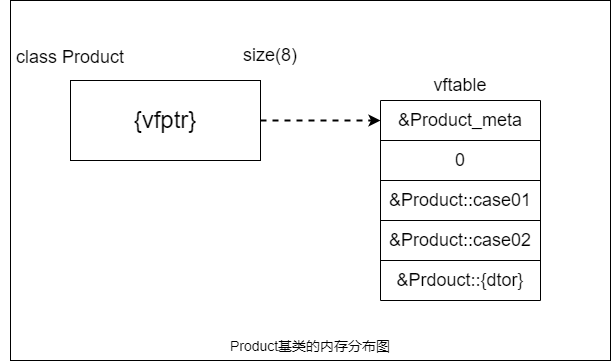 class Product
size(8)
{vfptr}
vftable
&Product_meta
0
&Product::case01
&Product::case02
&Prdouct::{dtor}
Product基类的内存分布图